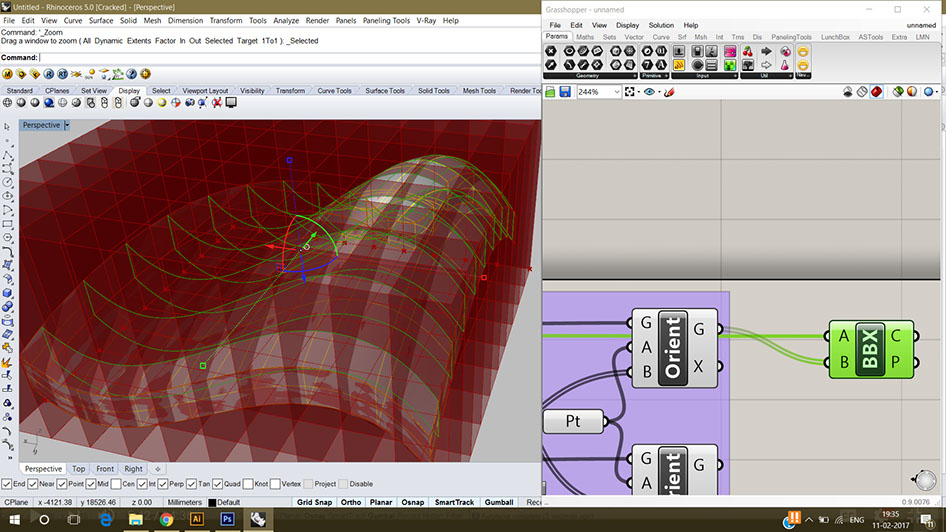 Untitled - Rhinoceros 5.0 [Cracked] - [Perspective]
File Edit View Curve Surface Solid Mesh Dimension Transform Tools Analyze Render Panels Paneling Tools V-Ray Help
Command: '_Zoom
Drag a window to zoom ( All Dynamic Extents Factor In Out Selected Target 1To1 ): _Selected
Command:
Standard CPlanes Set View Display Select Viewport Layout Visibility Transform Curve Tools Surface Tools Solid Tools Mesh Tools Render Too
Perspective
Perspective Top Front Right
End Near Point Mid Cen Int Perp Tan Quad Knot Vertex Project Disable
CPlane x -4121.38 y 18526.46 z 0.00 Millimeters Default Grid Snap Ortho Planar Osnap SmartTrack Gumball Rec
Grasshopper - unnamed
File Edit View Display Solution Help unnamed
Params Maths Sets Vector Curve Srf Mesh Int Trns Dis PanelingTools LunchBox ASTools Extra LMN
Geometry Primitive Input Util
244%
G A B Orient G X
A B BBX C P
Pt
G A Orient G
0.9.0076
Ai Ps
19:35
11-02-2017